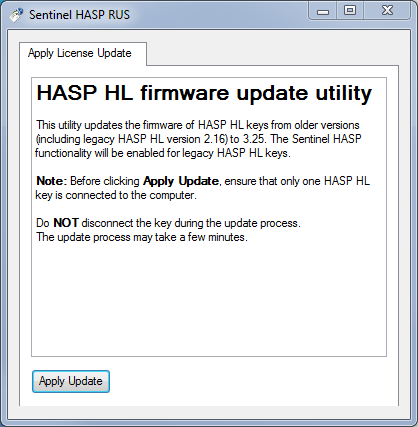 Sentinel HASP RUS
Apply License Update
HASP HL firmware update utility
This utility updates the firmware of HASP HL keys from older versions
(including legacy HASP HL version 2.16) to 3.25. The Sentinel HASP
functionality will be enabled for legacy HASP HL keys.
Note: Before clicking Apply Update, ensure that only one HASP HL
key is connected to the computer.
Do NOT disconnect the key during the update process.
The update process may take a few minutes.
Apply Update